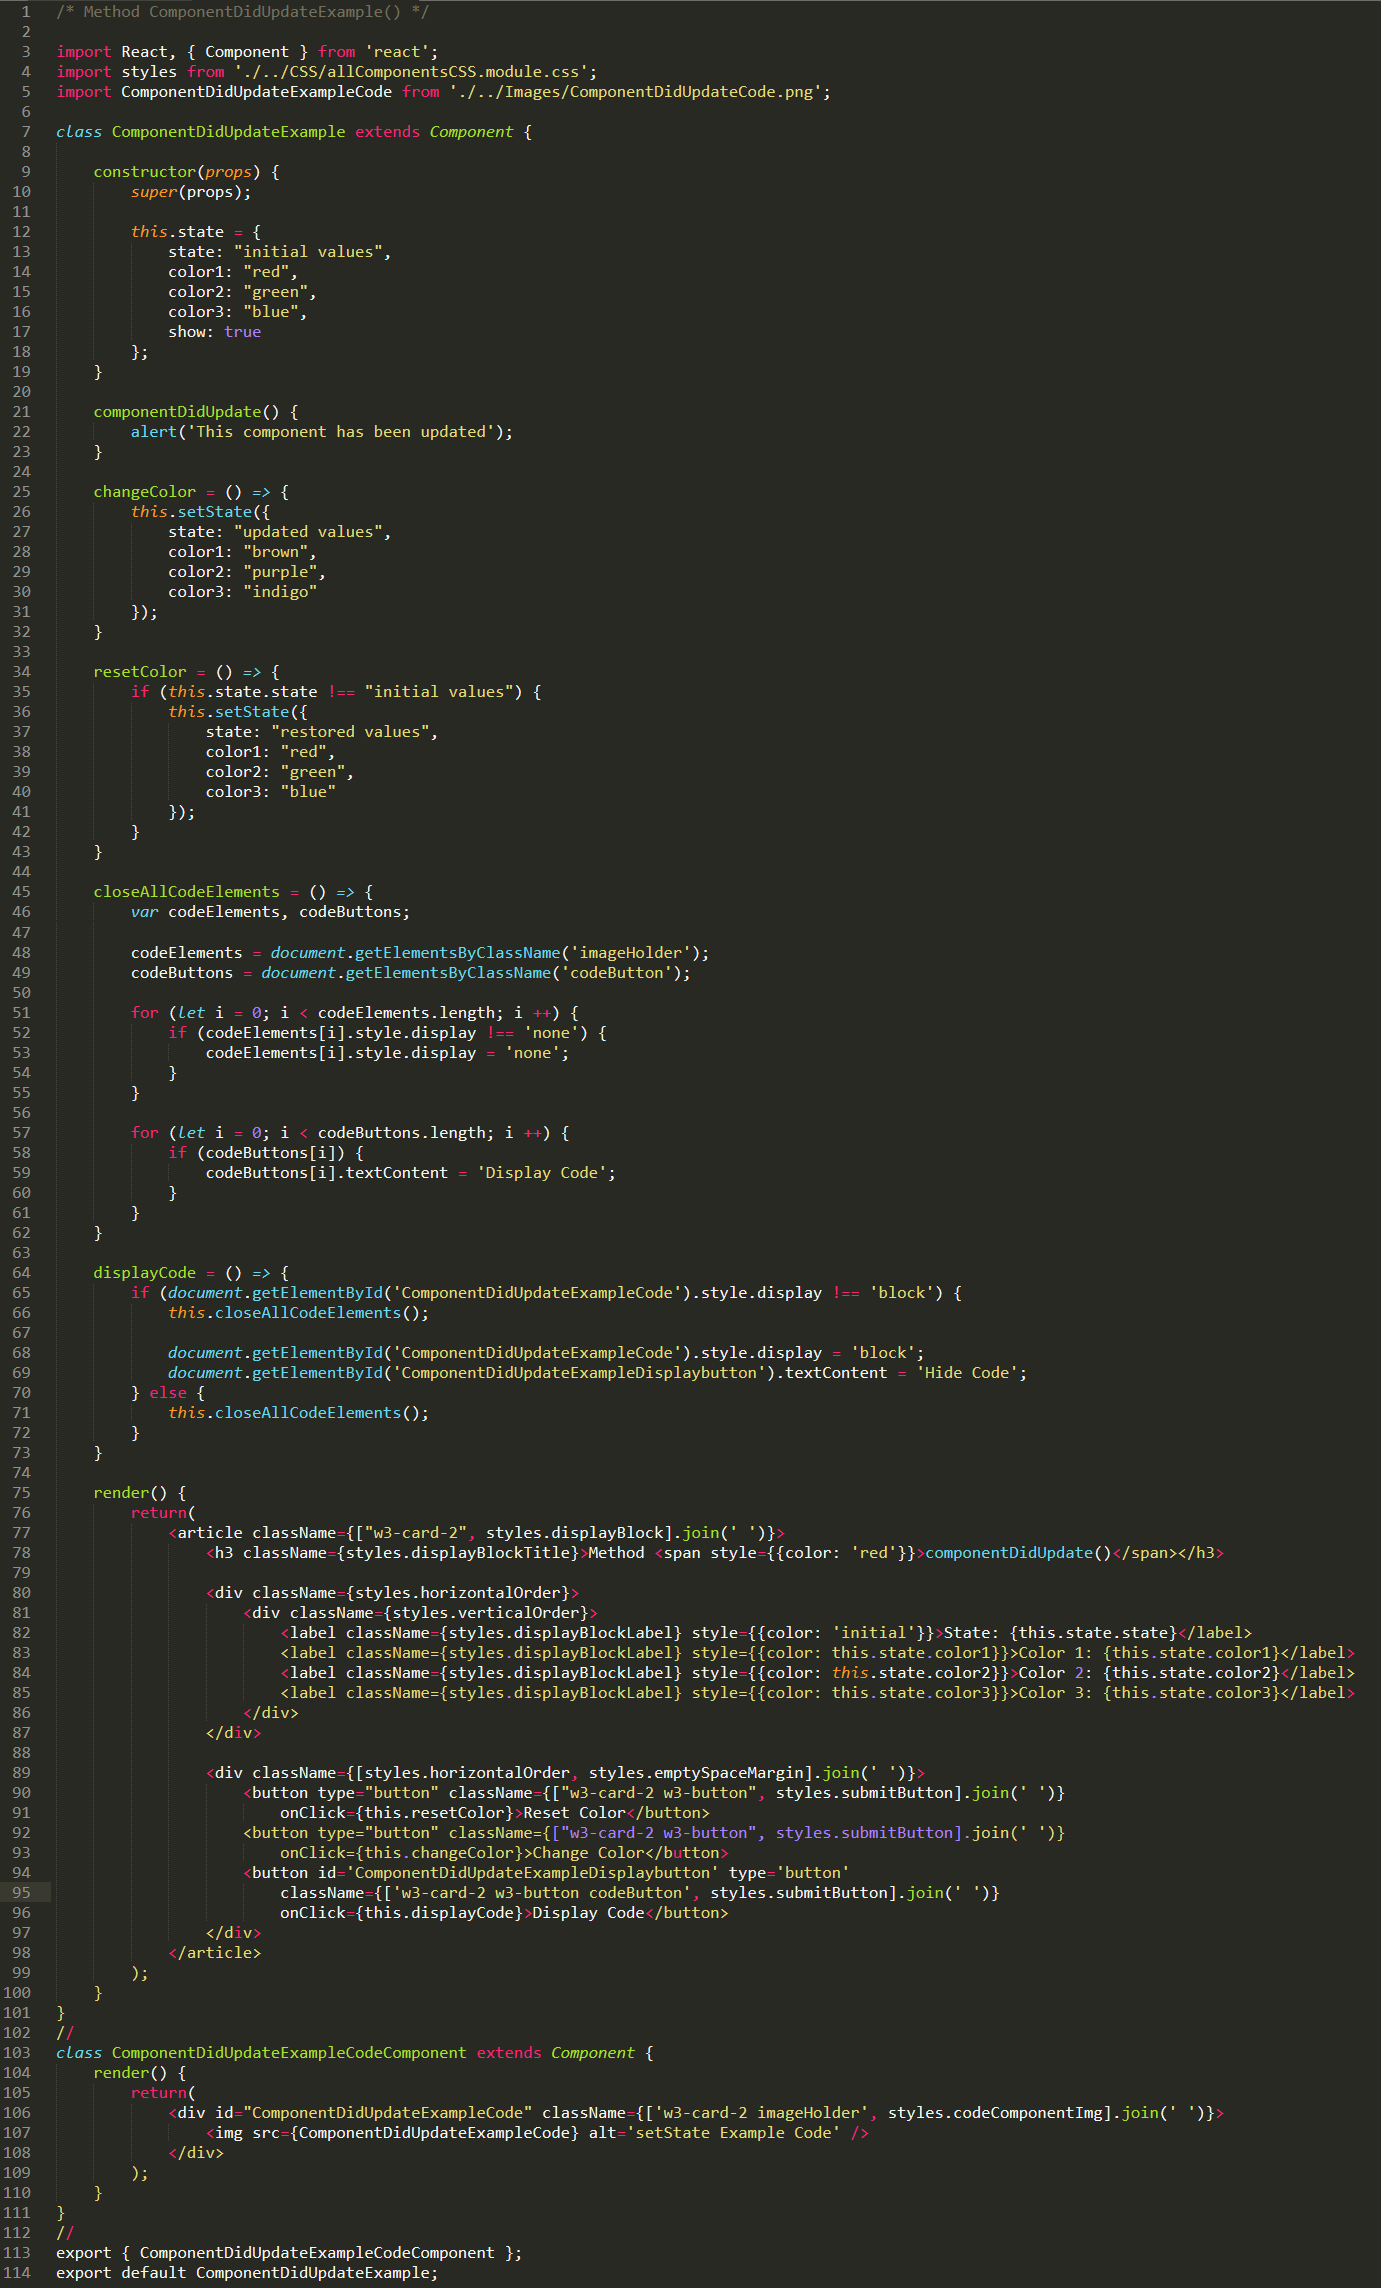 1 /* Method ComponentDidUpdateExample() */
2
3 import React, { Component } from 'react';
4 import styles from './../CSS/allComponentsCSS.module.css';
5 import ComponentDidUpdateExampleCode from './../Images/ComponentDidUpdateCode.png';
6
7 class ComponentDidUpdateExample extends Component {
8
9     constructor(props) {
10         super(props);
11
12         this.state = {
13             state: "initial values",
14             color1: "red",
15             color2: "green",
16             color3: "blue",
17             show: true
18         };
19     }
20
21     componentDidUpdate() {
22         alert('This component has been updated');
23     }
24
25     changeColor = () => {
26         this.setState({
27             state: "updated values",
28             color1: "brown",
29             color2: "purple",
30             color3: "indigo"
31         });
32     }
33
34     resetColor = () => {
35         if (this.state.state !== "initial values") {
36             this.setState({
37                 state: "restored values",
38                 color1: "red",
39                 color2: "green",
40                 color3: "blue"
41             });
42         }
43     }
44
45     closeAllCodeElements = () => {
46         var codeElements, codeButtons;
47
48         codeElements = document.getElementsByClassName('imageHolder');
49         codeButtons = document.getElementsByClassName('codeButton');
50
51         for (let i = 0; i < codeElements.length; i ++) {
52             if (codeElements[i].style.display !== 'none') {
53                 codeElements[i].style.display = 'none';
54             }
55         }
56
57         for (let i = 0; i < codeButtons.length; i ++) {
58             if (codeButtons[i]) {
59                 codeButtons[i].textContent = 'Display Code';
60             }
61         }
62     }
63
64     displayCode = () => {
65         if (document.getElementById('ComponentDidUpdateExampleCode').style.display !== 'block') {
66             this.closeAllCodeElements();
67
68             document.getElementById('ComponentDidUpdateExampleCode').style.display = 'block';
69             document.getElementById('ComponentDidUpdateExampleDisplaybutton').textContent = 'Hide Code';
70         } else {
71             this.closeAllCodeElements();
72         }
73     }
74
75     render() {
76         return(
77             <article className={["w3-card-2", styles.displayBlock].join(' ')}>
78                 <h3 className={styles.displayBlockTitle}>Method <span style={{color: 'red'}}>componentDidUpdate()</span></h3>
79
80                 <div className={styles.horizontalOrder}>
81                     <div className={styles.verticalOrder}>
82                         <label className={styles.displayBlockLabel} style={{color: 'initial'}}>State: {this.state.state}</label>
83                         <label className={styles.displayBlockLabel} style={{color: this.state.color1}}>Color 1: {this.state.color1}</label>
84                         <label className={styles.displayBlockLabel} style={{color: this.state.color2}}>Color 2: {this.state.color2}</label>
85                         <label className={styles.displayBlockLabel} style={{color: this.state.color3}}>Color 3: {this.state.color3}</label>
86                     </div>
87                 </div>
88
89                 <div className={[styles.horizontalOrder, styles.emptySpaceMargin].join(' ')}>
90                     <button type="button" className={["w3-card-2 w3-button", styles.submitButton].join(' ')}
91                         onClick={this.resetColor}>Reset Color</button>
92                     <button type="button" className={["w3-card-2 w3-button", styles.submitButton].join(' ')}
93                         onClick={this.changeColor}>Change Color</button>
94                     <button id='ComponentDidUpdateExampleDisplaybutton' type='button'
95                         className={['w3-card-2 w3-button codeButton', styles.submitButton].join(' ')}
96                         onClick={this.displayCode}>Display Code</button>
97                 </div>
98             </article>
99         );
100     }
101 }
102 //
103 class ComponentDidUpdateExampleCodeComponent extends Component {
104     render() {
105         return(
106             <div id="ComponentDidUpdateExampleCode" className={['w3-card-2 imageHolder', styles.codeComponentImg].join(' ')}>
107                 <img src={ComponentDidUpdateExampleCode} alt='setState Example Code' />
108             </div>
109         );
110     }
111 }
112 //
113 export { ComponentDidUpdateExampleCodeComponent };
114 export default ComponentDidUpdateExample;